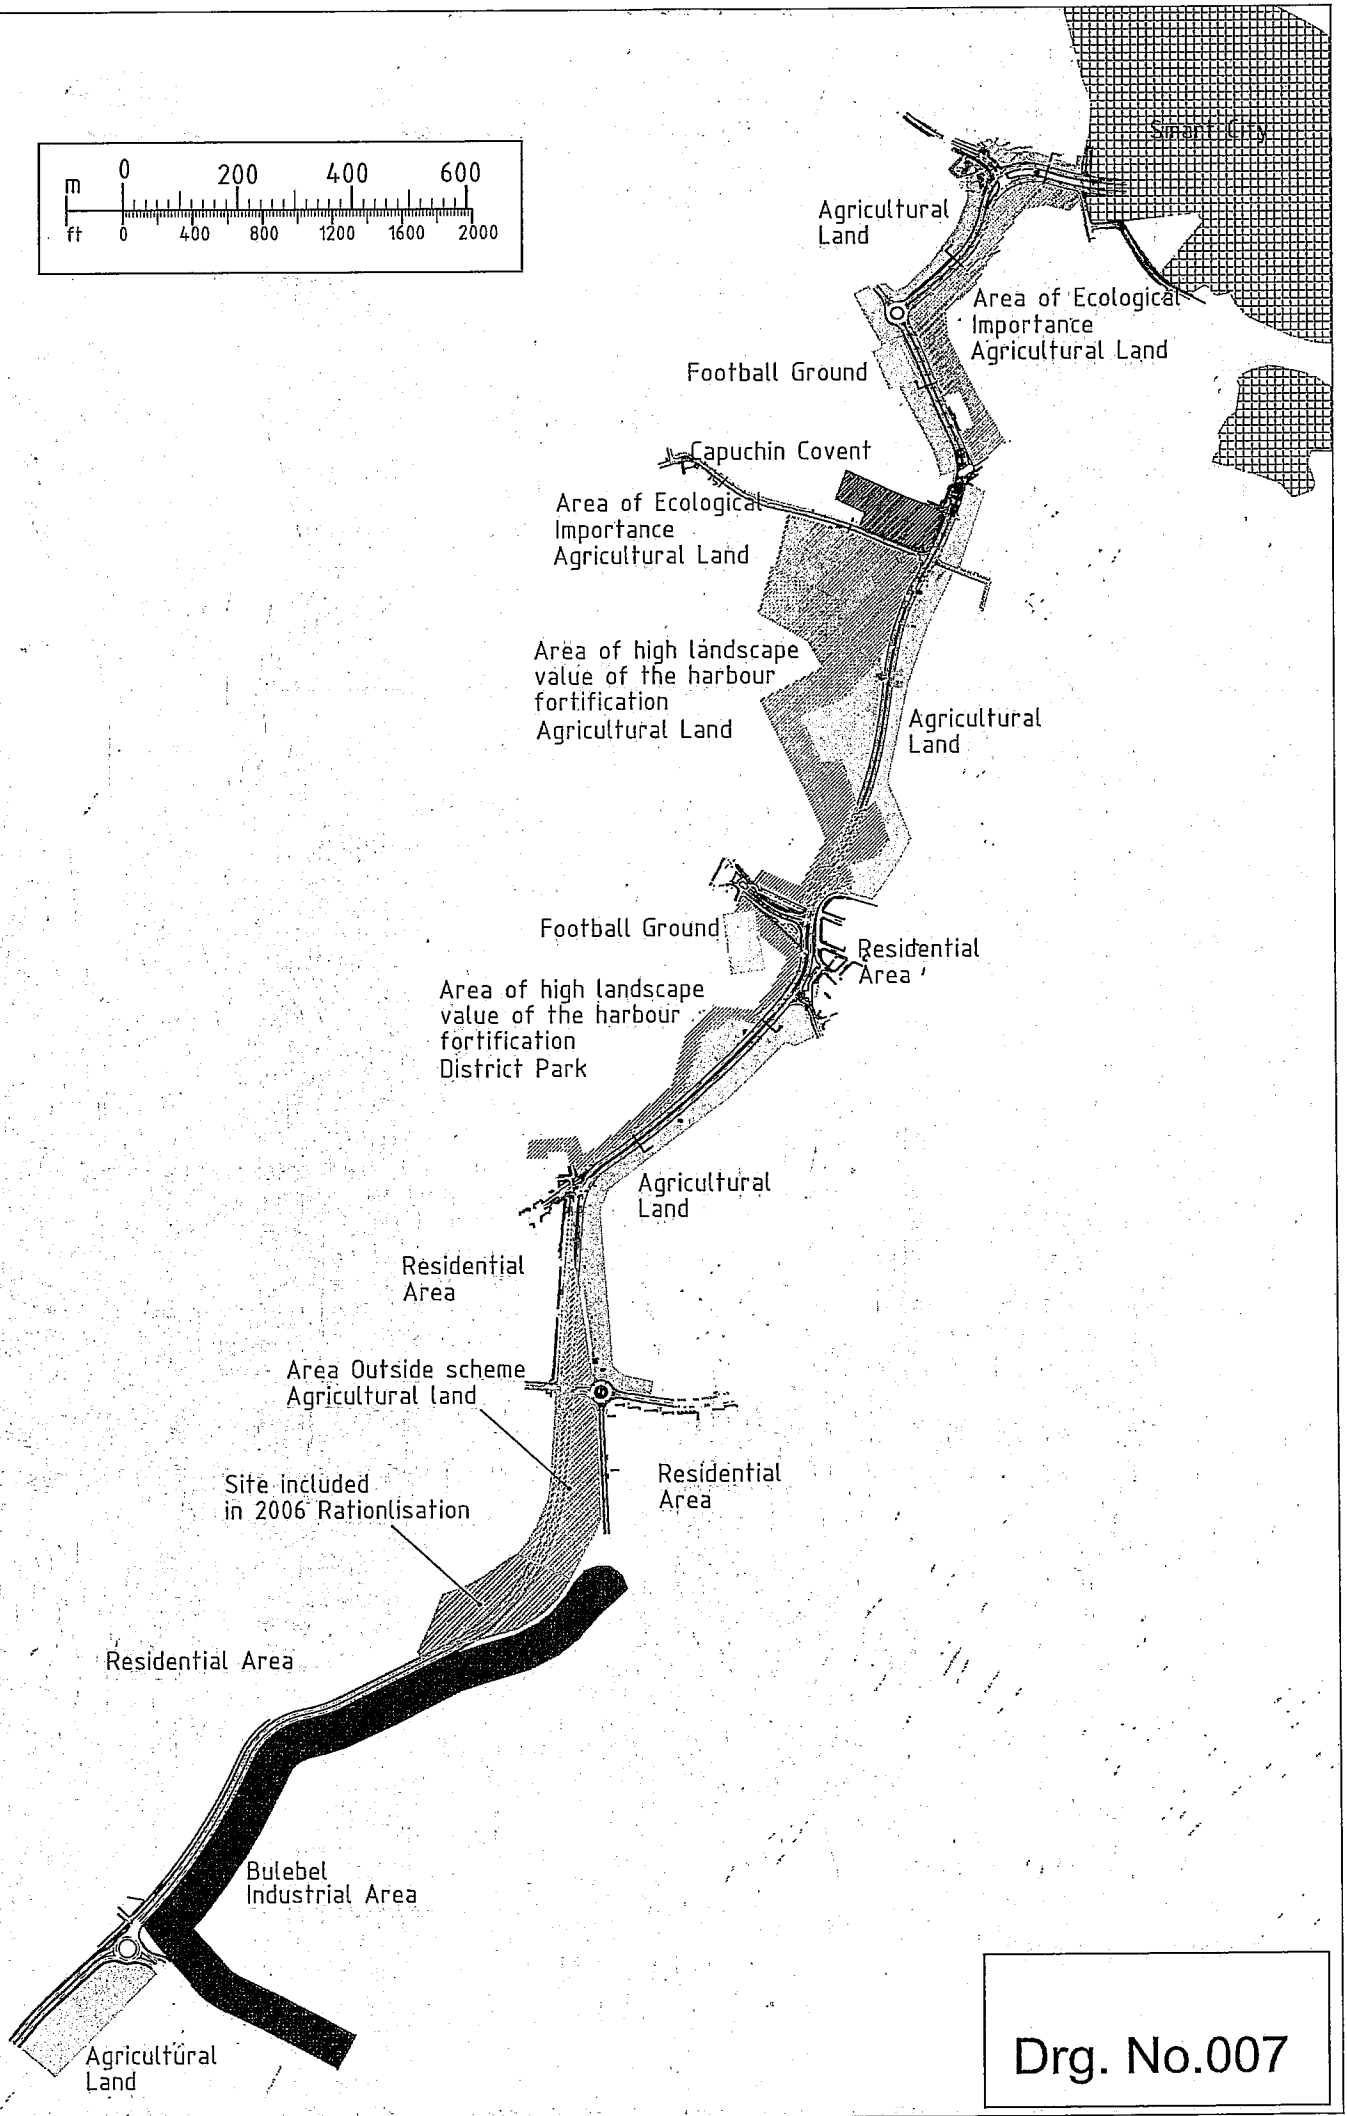 Smart City
0 200 400 600
m
ft 0 400 800 1200 1600 2000
Agricultural
Land
Area of Ecological
Importance
Agricultural Land
Football Ground
Capuchin Covent
Area of Ecological
Importance
Agricultural Land
Area of high landscape
value of the harbour
fortification
Agricultural Land
Agricultural
Land
Football Ground
Residential
Area
Area of high landscape
value of the harbour
fortification
District Park
Agricultural
Land
Residential
Area
Area Outside scheme
Agricultural land
Site included
in 2006 Rationlisation
Residential
Area
Residential Area
Bulebel
Industrial Area
Agricultural
Land
Drg. No.007